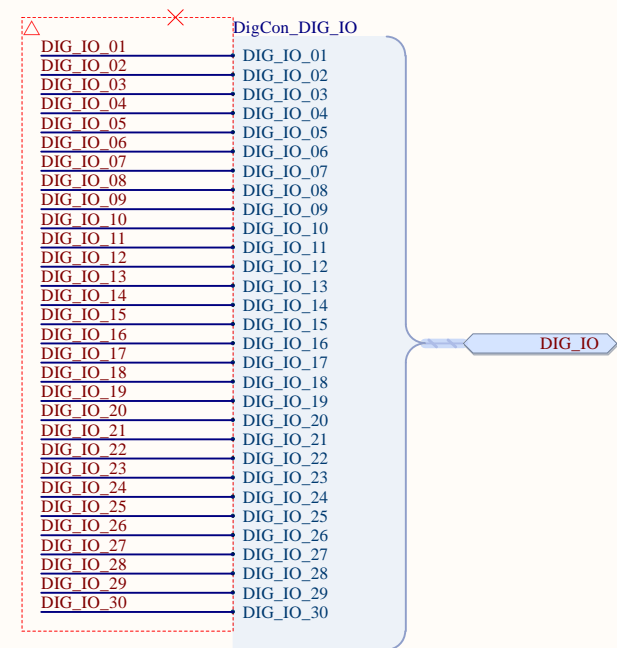 DigCon_DIG_IO
DIG_IO_01 DIG_IO_01
DIG_IO_02 DIG_IO_02
DIG_IO_03 DIG_IO_03
DIG_IO_04 DIG_IO_04
DIG_IO_05 DIG_IO_05
DIG_IO_06 DIG_IO_06
DIG_IO_07 DIG_IO_07
DIG_IO_08 DIG_IO_08
DIG_IO_09 DIG_IO_09
DIG_IO_10 DIG_IO_10
DIG_IO_11 DIG_IO_11
DIG_IO_12 DIG_IO_12
DIG_IO_13 DIG_IO_13
DIG_IO_14 DIG_IO_14
DIG_IO_15 DIG_IO_15
DIG_IO_16 DIG_IO_16 DIG_IO
DIG_IO_17 DIG_IO_17
DIG_IO_18 DIG_IO_18
DIG_IO_19 DIG_IO_19
DIG_IO_20 DIG_IO_20
DIG_IO_21 DIG_IO_21
DIG_IO_22 DIG_IO_22
DIG_IO_23 DIG_IO_23
DIG_IO_24 DIG_IO_24
DIG_IO_25 DIG_IO_25
DIG_IO_26 DIG_IO_26
DIG_IO_27 DIG_IO_27
DIG_IO_28 DIG_IO_28
DIG_IO_29 DIG_IO_29
DIG_IO_30 DIG_IO_30